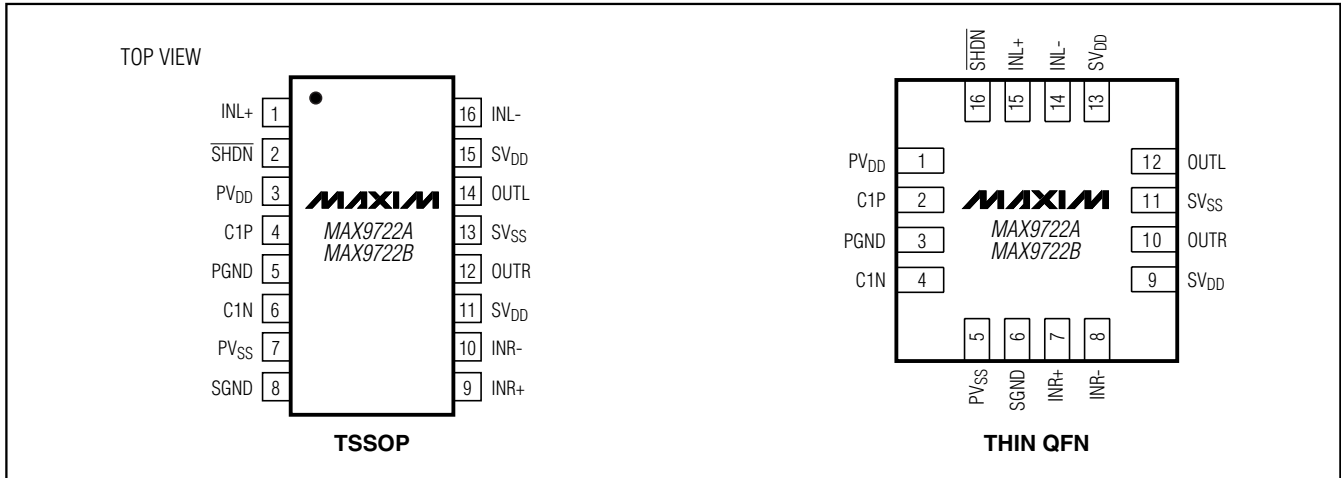 TOP VIEW
INL+ 1
SHDN 2
PVDD 3
C1P 4
PGND 5
C1N 6
PVSS 7
SGND 8
16 INL-
15 SVDD
14 OUTL
13 SVSS
12 OUTR
11 SVDD
10 INR-
9 INR+
MAXIM
MAX9722A
MAX9722B
TSSOP
SHDN INL+ INL- SVDD
16 15 14 13
PVDD 1
C1P 2
PGND 3
C1N 4
12 OUTL
11 SVSS
10 OUTR
9 SVDD
MAXIM
MAX9722A
MAX9722B
5 6 7 8
PVSS SGND INR+ INR-
THIN QFN